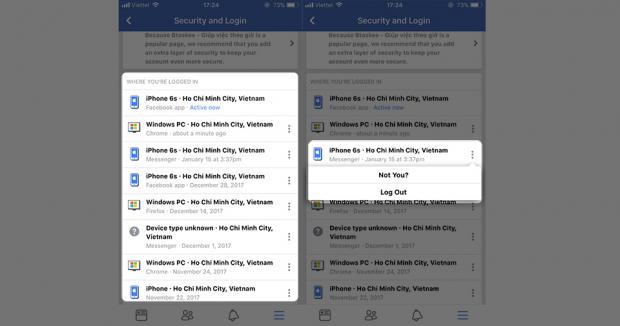 Viettel
17:24
73%
Security and Login
Because Btaskee - Giúp việc theo giờ is a
popular page, we recommend that you add
an extra layer of security to keep your
account even more secure.
WHERE YOU'RE LOGGED IN
iPhone 6s · Ho Chi Minh City, Vietnam
Facebook app · Active now
Windows PC · Ho Chi Minh City, Vietnam
Chrome · about a minute ago
iPhone 6s · Ho Chi Minh City, Vietnam
Messenger · January 15 at 3:37pm
iPhone 6s · Ho Chi Minh City, Vietnam
Facebook app · December 28, 2017
Windows PC · Ho Chi Minh City, Vietnam
Firefox · December 14, 2017
Device type unknown · Ho Chi Minh City,
Vietnam
Messenger · December 1, 2017
Windows PC · Ho Chi Minh City, Vietnam
Chrome · November 24, 2017
iPhone · Ho Chi Minh City, Vietnam
November 22, 2017
Viettel
17:24
73%
Security and Login
Because Btaskee - Giúp việc theo giờ is a
popular page, we recommend that you add
an extra layer of security to keep your
account even more secure.
WHERE YOU'RE LOGGED IN
iPhone 6s · Ho Chi Minh City, Vietnam
Facebook app · Active now
Windows PC · Ho Chi Minh City, Vietnam
Chrome · about a minute ago
iPhone 6s · Ho Chi Minh City, Vietnam
Messenger · January 15 at 3:37pm
Not You?
Log Out
Windows PC · Ho Chi Minh City, Vietnam
Firefox · December 14, 2017
Device type unknown · Ho Chi Minh City,
Vietnam
Messenger · December 1, 2017
Windows PC · Ho Chi Minh City, Vietnam
Chrome · November 24, 2017
iPhone · Ho Chi Minh City, Vietnam
November 22, 2017